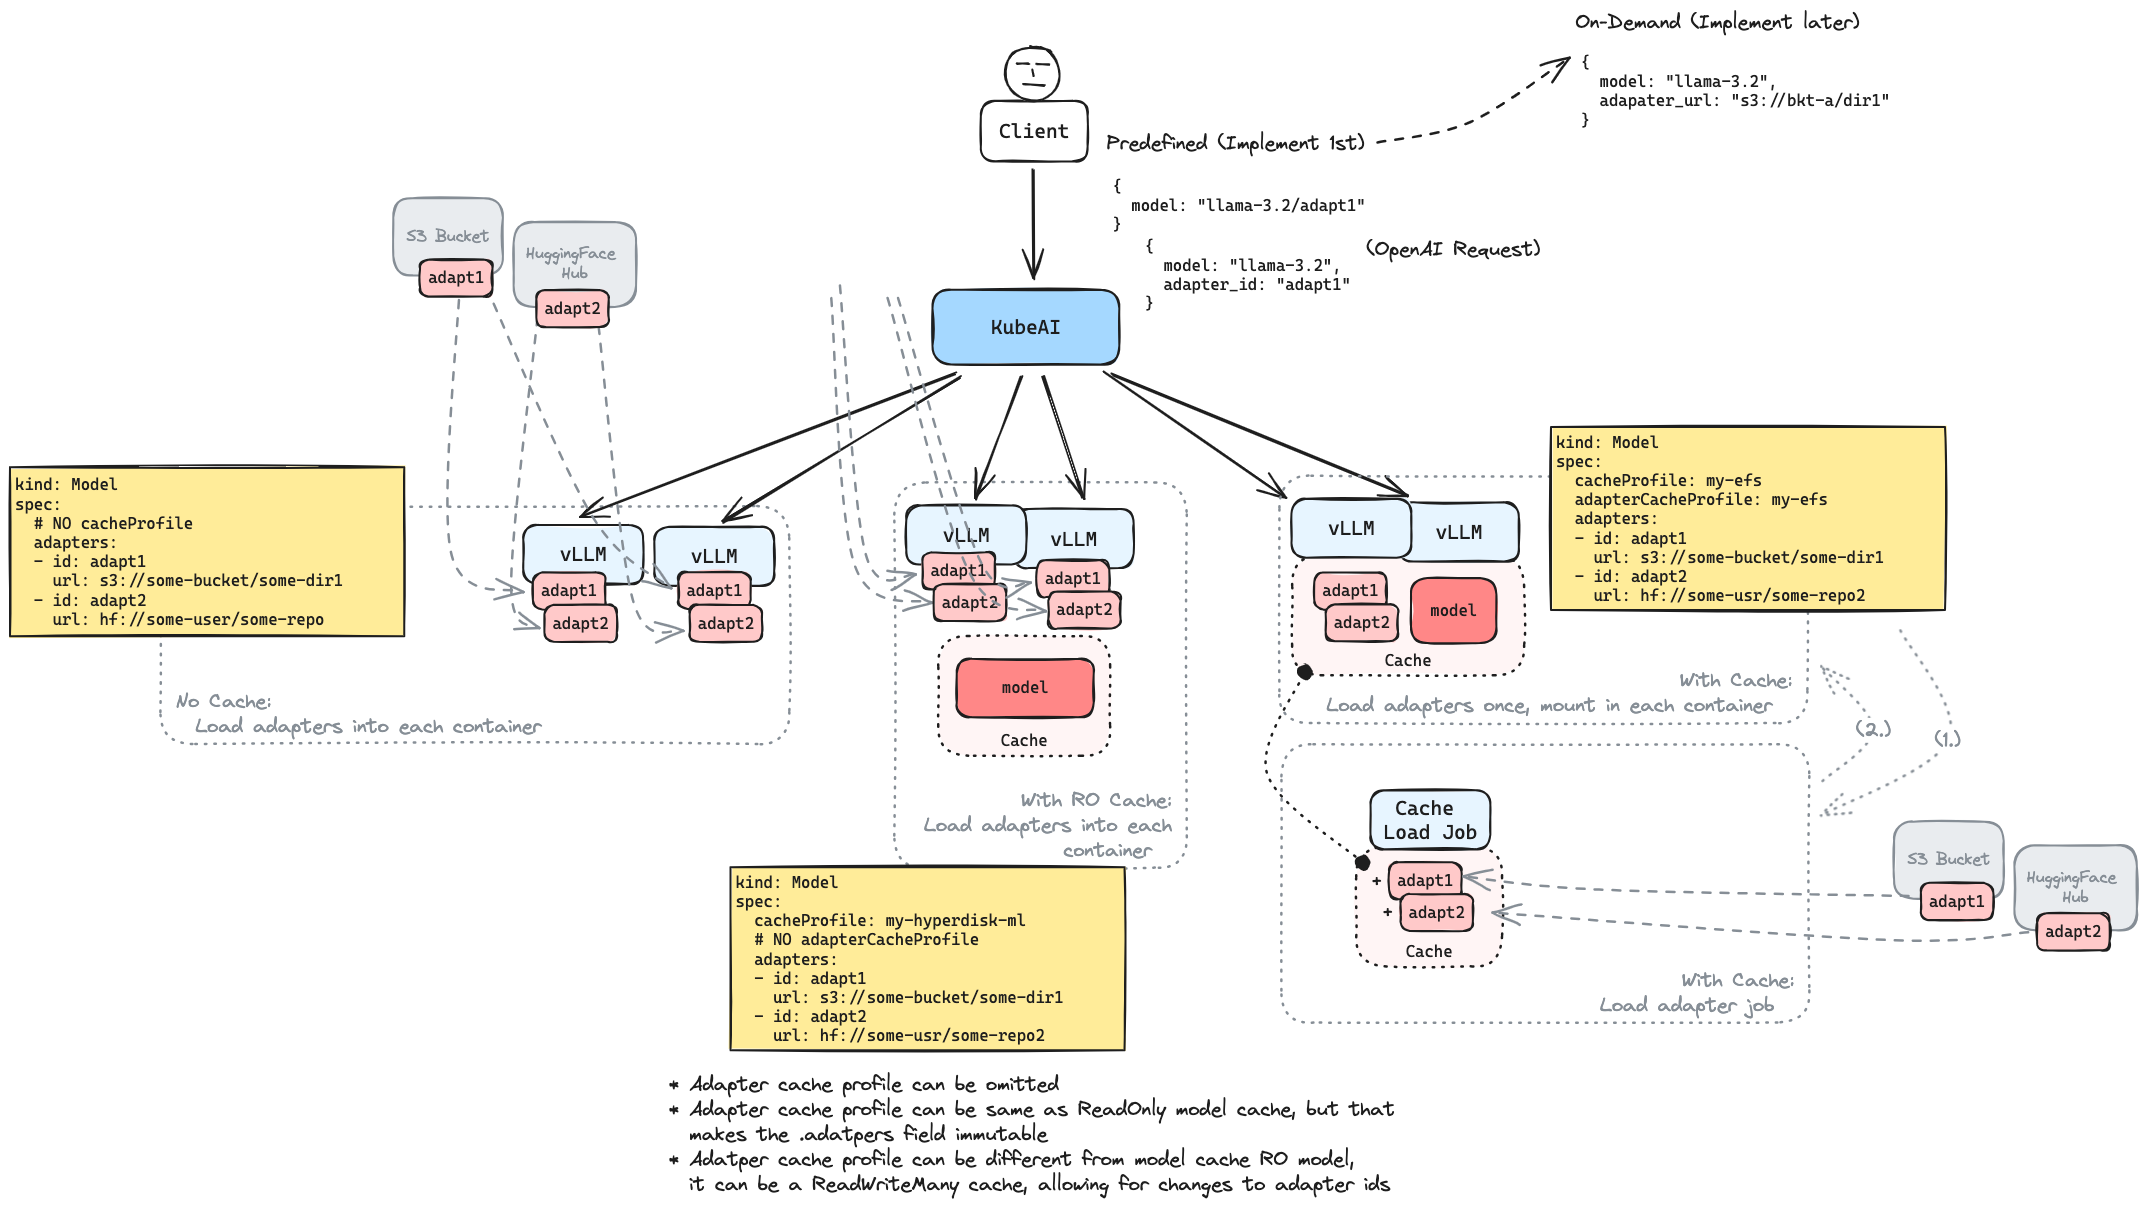 On-Demand (Implement later)
{
model: "llama-3.2",
adapater_url: "s3://bkt-a/dir1"
}
Client
Predefined (Implement 1st)
{
model: "llama-3.2/adapt1"
}
{
model: "llama-3.2",
adapter_id: "adapt1"
}
(OpenAI Request)
S3 Bucket
adapt1
HuggingFace
Hub
adapt2
KubeAI
kind: Model
spec:
# NO cacheProfile
adapters:
- id: adapt1
url: s3://some-bucket/some-dir1
- id: adapt2
url: hf://some-user/some-repo
vLLM
adapt1
adapt2
vLLM
adapt1
adapt2
No Cache:
Load adapters into each container
vLLM
adapt1
adapt2
vLLM
adapt1
adapt2
model
Cache
With RO Cache:
Load adapters into each
container
kind: Model
spec:
cacheProfile: my-hyperdisk-ml
# NO adapterCacheProfile
adapters:
- id: adapt1
url: s3://some-bucket/some-dir1
- id: adapt2
url: hf://some-usr/some-repo2
vLLM
vLLM
adapt1
adapt2
model
Cache
With Cache:
Load adapters once, mount in each container
kind: Model
spec:
cacheProfile: my-efs
adapterCacheProfile: my-efs
adapters:
- id: adapt1
url: s3://some-bucket/some-dir1
- id: adapt2
url: hf://some-usr/some-repo2
(2.)
(1.)
Cache
Load Job
+ adapt1
+ adapt2
Cache
With Cache:
Load adapter job
S3 Bucket
adapt1
HuggingFace
Hub
adapt2
* Adapter cache profile can be omitted
* Adapter cache profile can be same as ReadOnly model cache, but that
makes the .adatpers field immutable
* Adatper cache profile can be different from model cache RO model,
it can be a ReadWriteMany cache, allowing for changes to adapter ids